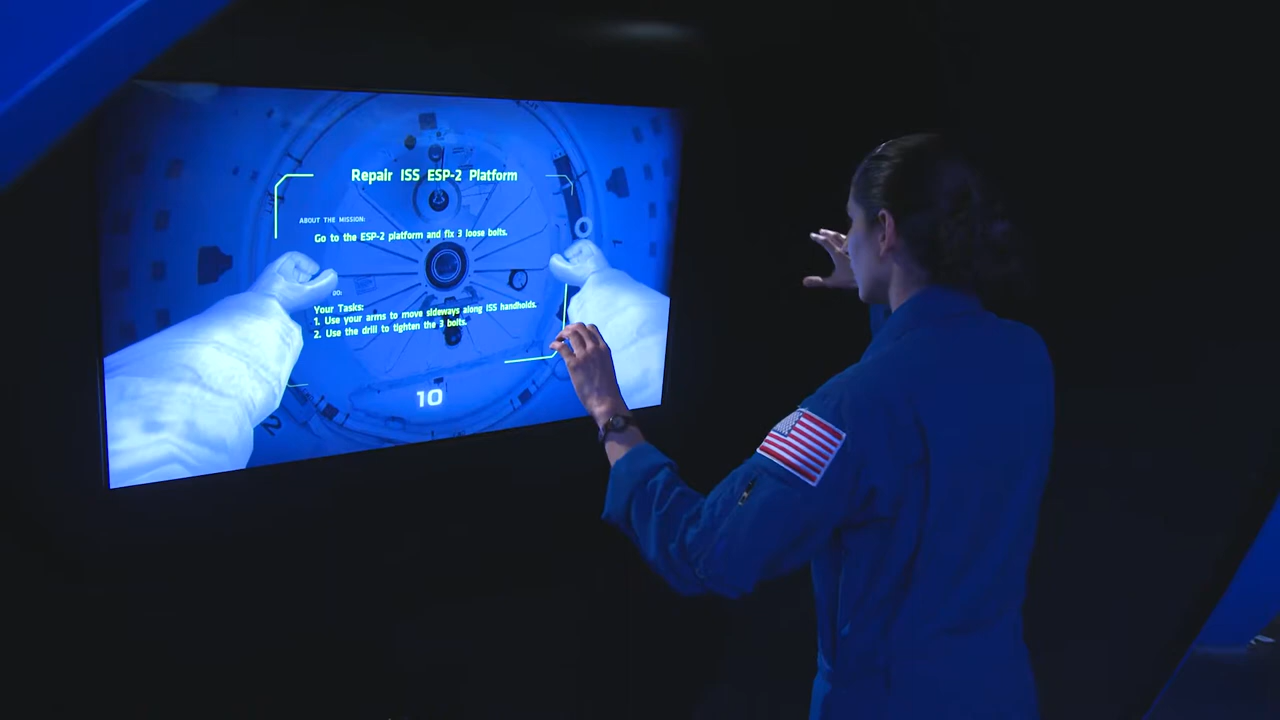 Repair ISS ESP-2 Platform
ABOUT THE MISSION:
Go to the ESP-2 platform and fix 3 loose bolts.
DO:
Your Tasks:
1. Use your arms to move sideways along ISS handholds.
2. Use the drill to tighten the 3 bolts.
10
2